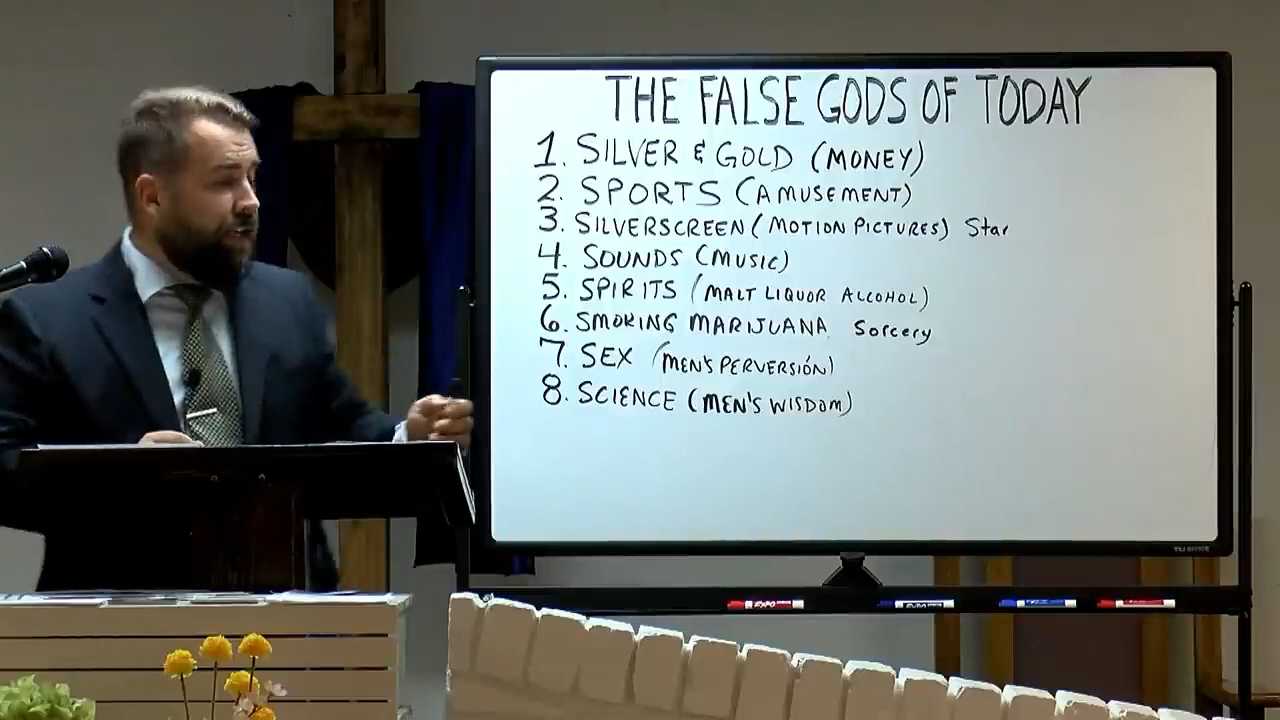 THE FALSE GODS OF TODAY
1. SILVER & GOLD (MONEY)
2. SPORTS (AMUSEMENT)
3. SILVERSCREEN (MOTION PICTURES) Star
4. SOUNDS (MUSIC)
5. SPIRITS (MALT LIQUOR ALCOHOL)
6. SMOKING MARIJUANA Sorcery
7. SEX (MEN'S PERVERSIÓN)
8. SCIENCE (MEN'S WISDOM)
EXPO